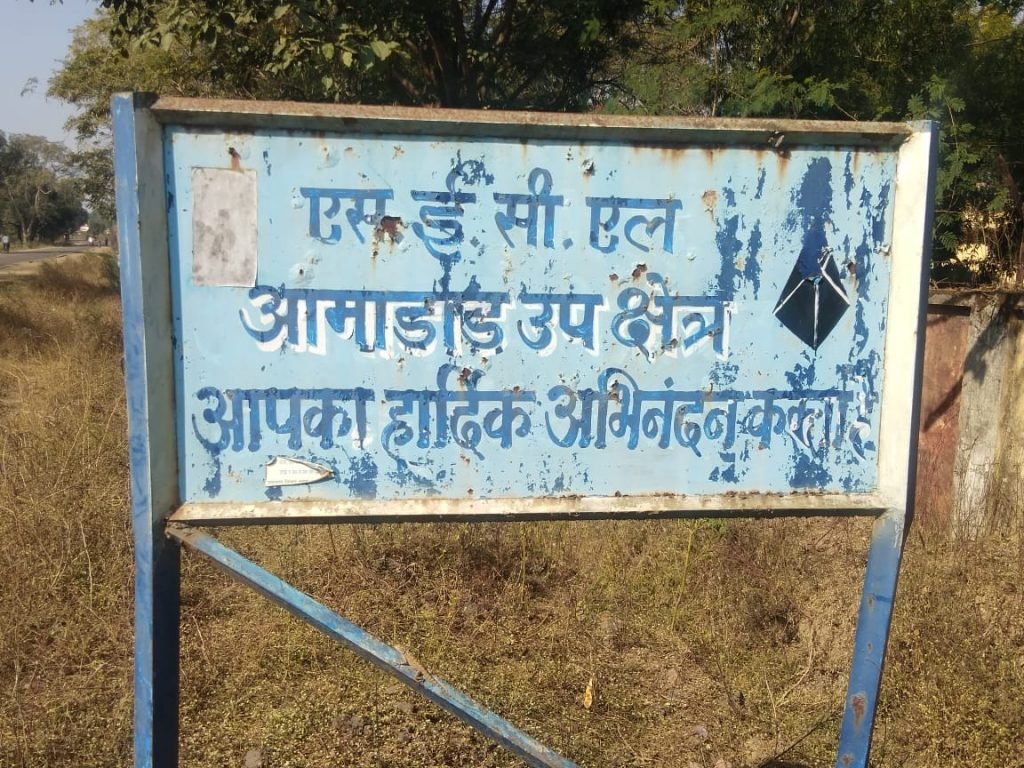 एस. ई. सी. एल
आमाडांड उप क्षेत्र
आपका हार्दिक अभिनंदन करता है